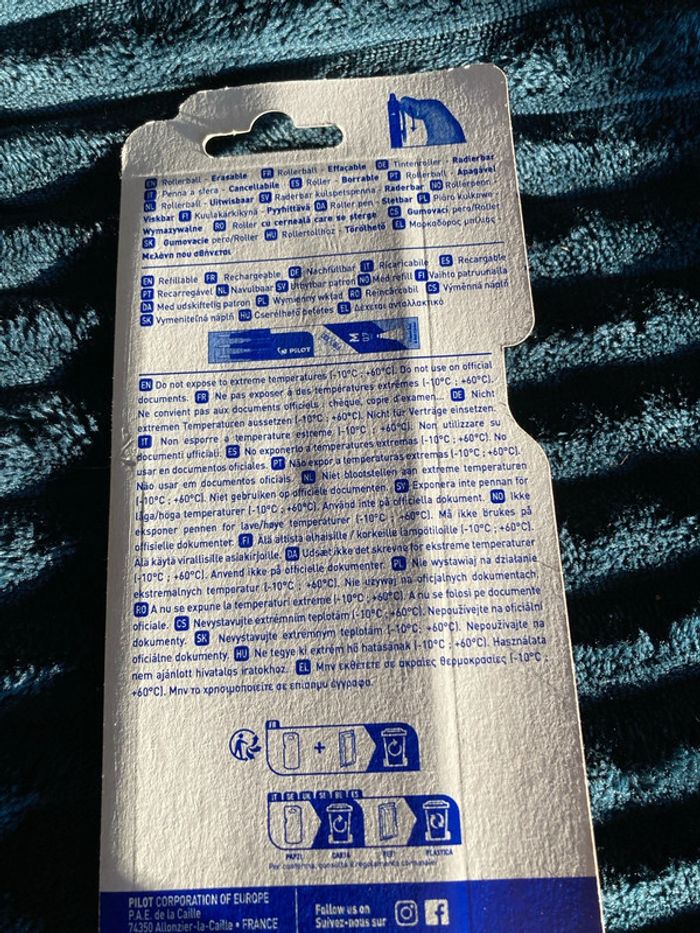 EN Rollerball - Erasable FR Rollerball - Effaçable DE Tintenroller - Radierbar
IT Penna a sfera - Cancellabile ES Roller - Borrable PT Rollerball - Apagável
NL Rollerball - Uitwisbaar SV Raderbar kulspetspenna - Raderbar NO Rollerpenn -
Viskbar FI Kuulakärkikynä - Pyyhittävä DA Roller pen - Sletbar PL Pióro kulkowe -
Wymazywalne RO Roller cu cerneală care se șterge CS Gumovací pero/Roller
SK Gumovacie pero/Roller HU Rollertollhoz - Törölhető EL Μαρκαδόρος μπίλιας -
Μελάνη που σβήνεται
EN Refillable FR Rechargeable DE Nachfüllbar IT Ricaricabile ES Recargable
PT Recarregável NL Navulbaar SV Utbytbar patron NO Med refill FI Vaihto patruunalla
DA Med udskiftelig patron PL Wymienny wkład RO Reîncărcabil CS Výměnná náplň
SK Vymeniteľná náplň HU Cserélhető betétes EL Δέχεται ανταλλακτικό
PILOT M
EN Do not expose to extreme temperatures (-10°C ; +60°C). Do not use on official
documents. FR Ne pas exposer à des températures extrêmes (-10°C ; +60°C).
Ne convient pas aux documents officiels : chèque, copie d'examen... DE Nicht
extremen Temperaturen aussetzen (-10°C ; +60°C). Nicht für Verträge einsetzen.
IT Non esporre a temperature estreme (-10°C ; +60°C). Non utilizzare su
documenti ufficiali. ES No exponerlo a temperaturas extremas (-10°C ; +60°C). No
usar en documentos oficiales. PT Não expor a temperaturas extremas (-10°C ; +60°C).
Não usar em documentos oficiais. NL Niet blootstellen aan extreme temperaturen
(-10°C ; +60°C). Niet gebruiken op officiële documenten. SV Exponera inte pennan för
låga/höga temperaturer (-10°C ; +60°C). Använd inte på officiella dokument. NO Ikke
eksponer pennen for lave/høye temperaturer (-10°C ; +60°C). Må ikke brukes på
offisielle dokumenter. FI Älä altista alhaisille / korkeille lämpötiloille (-10°C ; +60°C).
Älä käytä virallisille asiakirjoille. DA Udsæt ikke det skrevne for ekstreme temperaturer
(-10°C ; +60°C). Anvend ikke på officielle dokumenter. PL Nie wystawiaj na działanie
ekstremalnych temperatur (-10°C ; +60°C). Nie używaj na oficjalnych dokumentach.
RO A nu se expune la temperaturi extreme (-10°C ; +60°C). A nu se folosi pe documente
oficiale. CS Nevystavujte extrémním teplotám (-10°C ; +60°C). Nepoužívejte na oficiální
dokumenty. SK Nevystavujte extrémnym teplotám (-10°C ; +60°C). Nepoužívajte na
oficiálne dokumenty. HU Ne tegye ki extrém hő hatásának (-10°C ; +60°C). Használata
nem ajánlott hivatalos iratokhoz. EL Μην εκθέτετε σε ακραίες θερμοκρασίες (-10°C ;
+60°C). Μην το χρησιμοποιείτε σε επίσημα έγγραφα.
FR
+
IT DE UK SE BE ES
PAP21 CARTA PLASTICA
Per conferma, consulta il regolamento comunale.
PILOT CORPORATION OF EUROPE
P.A.E. de la Caille
74350 Allonzier-la-Caille • FRANCE
Follow us on
Suivez-nous sur